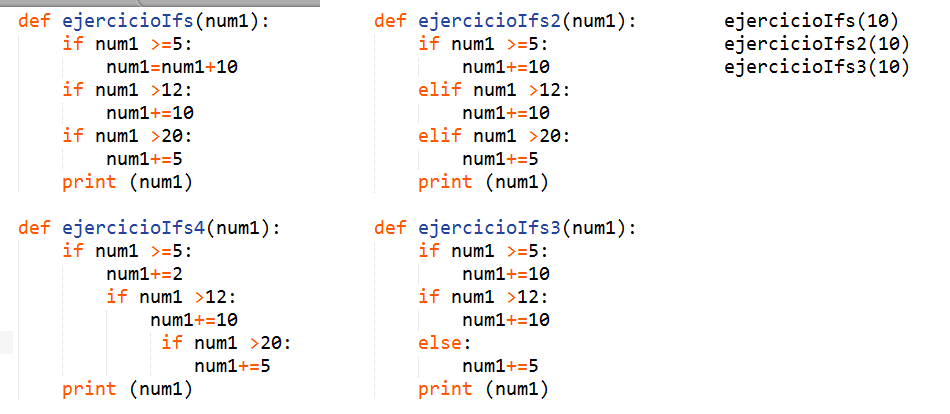 def ejercicioIfs(num1):
    if num1 >=5:
        num1=num1+10
    if num1 >12:
        num1+=10
    if num1 >20:
        num1+=5
    print (num1)
def ejercicioIfs2(num1):
    if num1 >=5:
        num1+=10
    elif num1 >12:
        num1+=10
    elif num1 >20:
        num1+=5
    print (num1)
ejercicioIfs(10)
ejercicioIfs2(10)
ejercicioIfs3(10)
def ejercicioIfs4(num1):
    if num1 >=5:
        num1+=2
        if num1 >12:
            num1+=10
             if num1 >20:
                num1+=5
    print (num1)
def ejercicioIfs3(num1):
    if num1 >=5:
        num1+=10
    if num1 >12:
        num1+=10
    else:
        num1+=5
    print (num1)